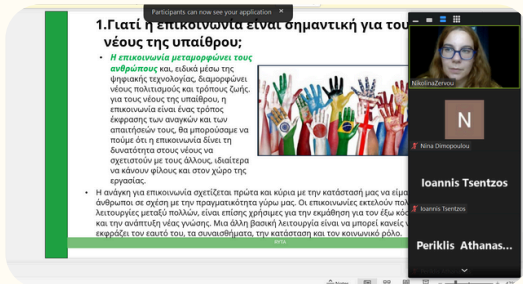 Participants can now see your application
1.Γιατί η επικοινωνία είναι σημαντική για του
νέους της υπαίθρου;
• Η επικοινωνία μεταμορφώνει τους
ανθρώπους και, ειδικά μέσω της
ψηφιακής τεχνολογίας, διαμορφώνει
νέους πολιτισμούς και τρόπους ζωής.
για τους νέους της υπαίθρου, η
επικοινωνία είναι ένας τρόπος
έκφρασης των αναγκών και των
απαιτήσεών τους, θα μπορούσαμε να
πούμε ότι η επικοινωνία δίνει τη
δυνατότητα στους νέους να
σχετιστούν με τους άλλους, ιδιαίτερα
να κάνουν φίλους και στον χώρο της
εργασίας.
• Η ανάγκη για επικοινωνία σχετίζεται πρώτα και κύρια με την κατάστασή μας να είμα
άνθρωποι σε σχέση με την πραγματικότητα γύρω μας. Οι επικοινωνίες εκτελούν πολ
λειτουργίες μεταξύ πολλών, είναι επίσης χρήσιμες για την εκμάθηση για τον έξω κόσ
και την ανάπτυξη νέας γνώσης. Μια άλλη βασική λειτουργία είναι να μπορεί κανείς ν
εκφράζει τον εαυτό του, τα συναισθήματα, την κατάσταση και τον κοινωνικό ρόλο.
NikolinaZervou
N
Nina Dimopoulou
Ioannis Tsentzos
Ioannis Tsentzos
Periklis Athanas...
Notes